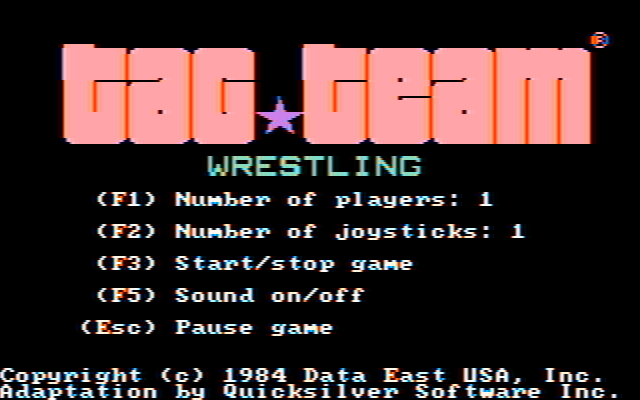 tag★team®
WRESTLING
(F1) Number of players: 1
(F2) Number of joysticks: 1
(F3) Start/stop game
(F5) Sound on/off
(Esc) Pause game
Copyright (c) 1984 Data East USA, Inc.
Adaptation by Quicksilver Software Inc.